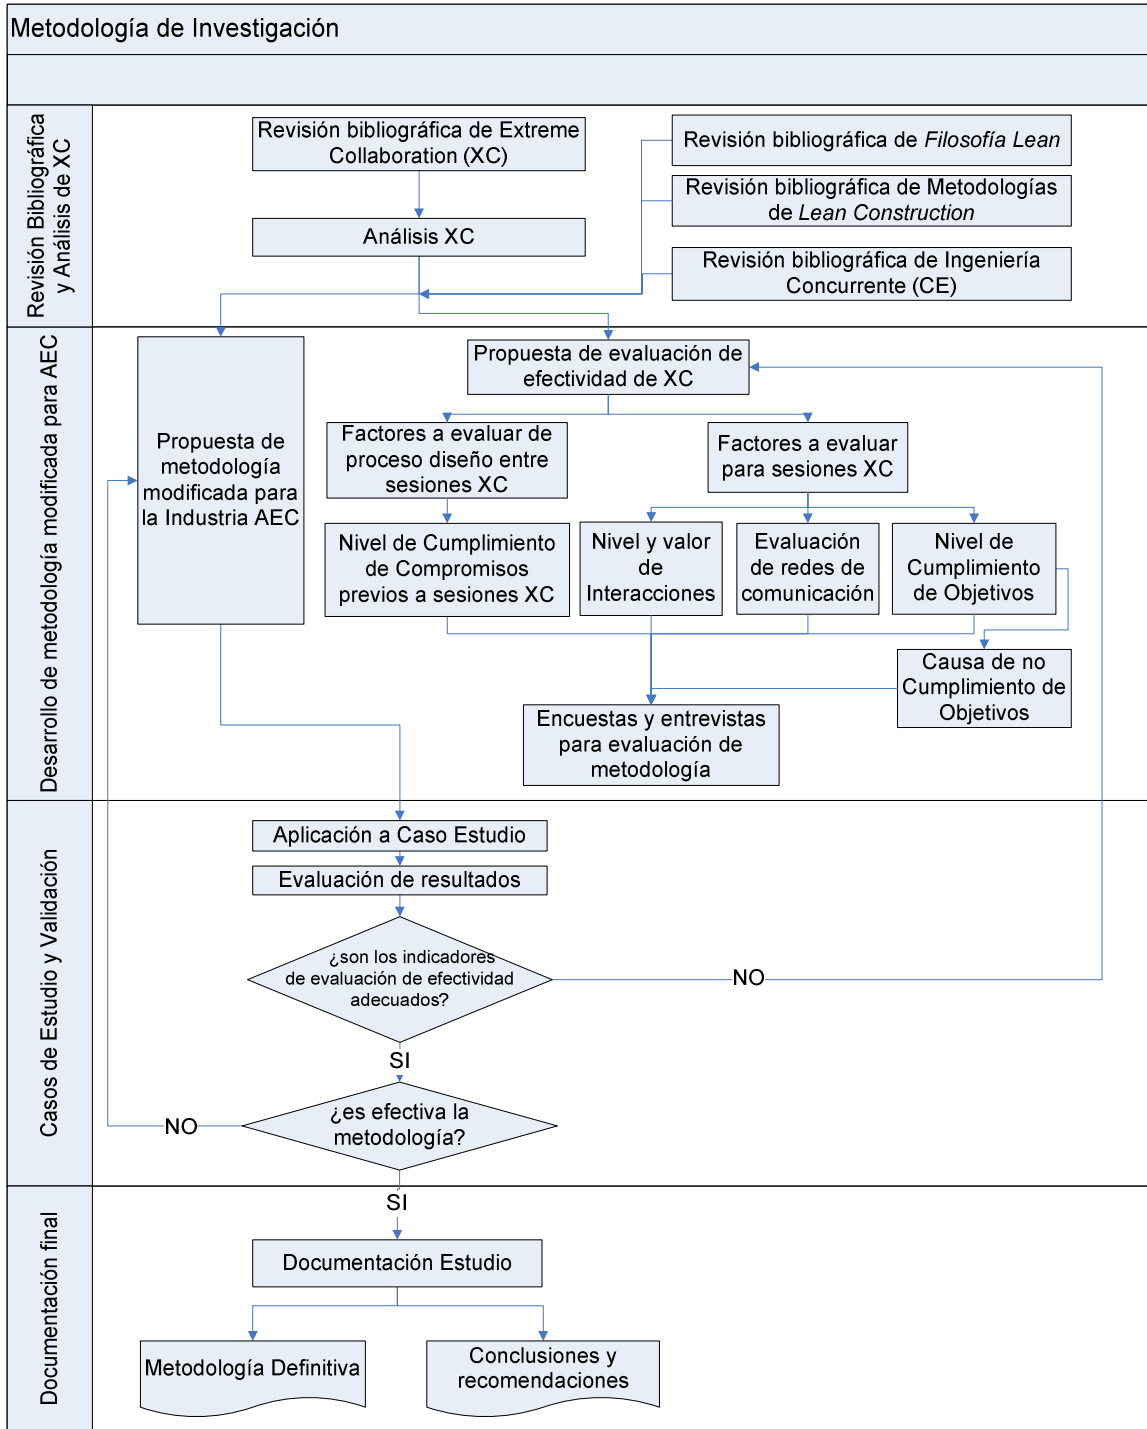 Metodología de Investigación
Revisión Bibliográfica
y Análisis de XC
Revisión bibliográfica de Extreme
Collaboration (XC)
Análisis XC
Revisión bibliográfica de Filosofía Lean
Revisión bibliográfica de Metodologías
de Lean Construction
Revisión bibliográfica de Ingeniería
Concurrente (CE)
Desarrollo de metodología modificada para AEC
Propuesta de
metodología
modificada para
la Industria AEC
Propuesta de evaluación de
efectividad de XC
Factores a evaluar de
proceso diseño entre
sesiones XC
Factores a evaluar
para sesiones XC
Nivel de Cumplimiento
de Compromisos
previos a sesiones XC
Nivel y valor
de
Interacciones
Evaluación
de redes de
comunicación
Nivel de
Cumplimiento
de Objetivos
Causa de no
Cumplimiento de
Objetivos
Encuestas y entrevistas
para evaluación de
metodología
Casos de Estudio y Validación
Aplicación a Caso Estudio
Evaluación de resultados
¿son los indicadores
de evaluación de efectividad
adecuados?
NO
SI
¿es efectiva la
metodología?
NO
SI
Documentación final
Documentación Estudio
Metodología Definitiva
Conclusiones y
recomendaciones